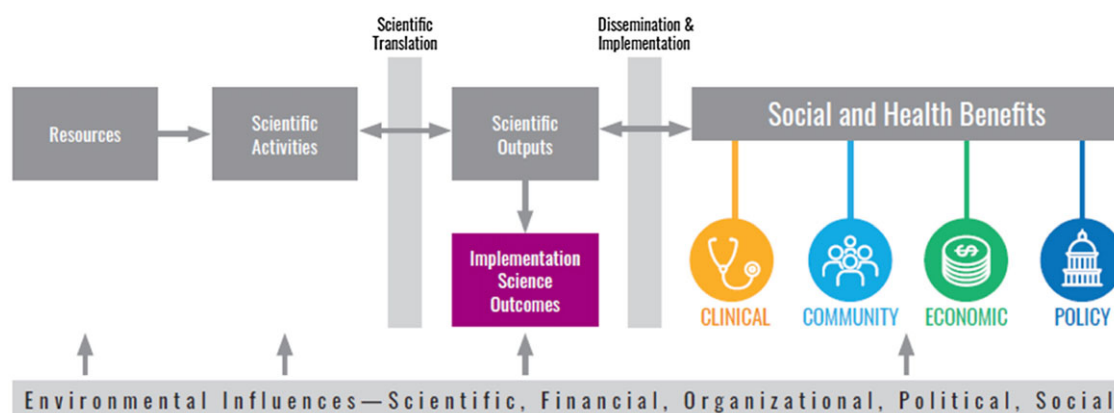 Scientific
Translation
Dissemination &
Implementation
Resources
Scientific
Activities
Scientific
Outputs
Social and Health Benefits
Implementation
Science
Outcomes
CLINICAL
COMMUNITY
ECONOMIC
POLICY
Environmental Influences—Scientific, Financial, Organizational, Political, Social